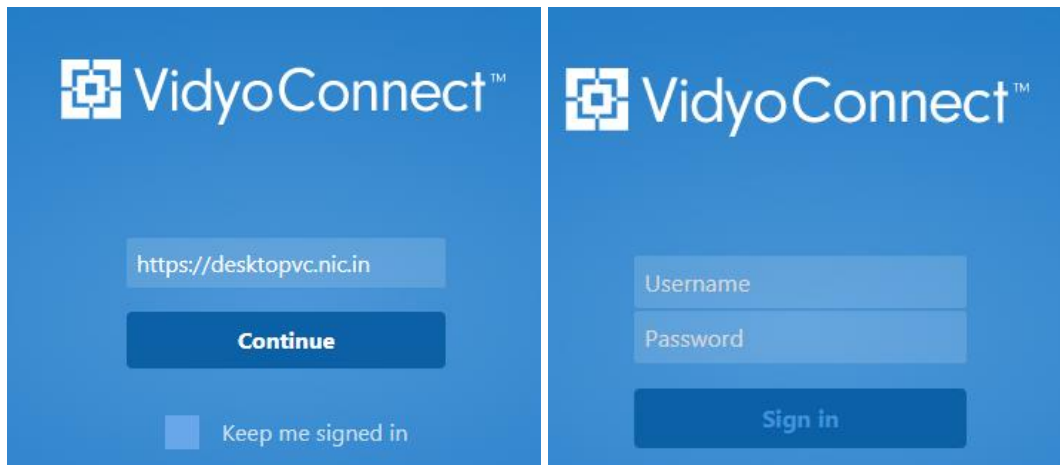 VidyoConnect™
https://desktopvc.nic.in
Continue
Keep me signed in
VidyoConnect™
Username
Password
Sign in